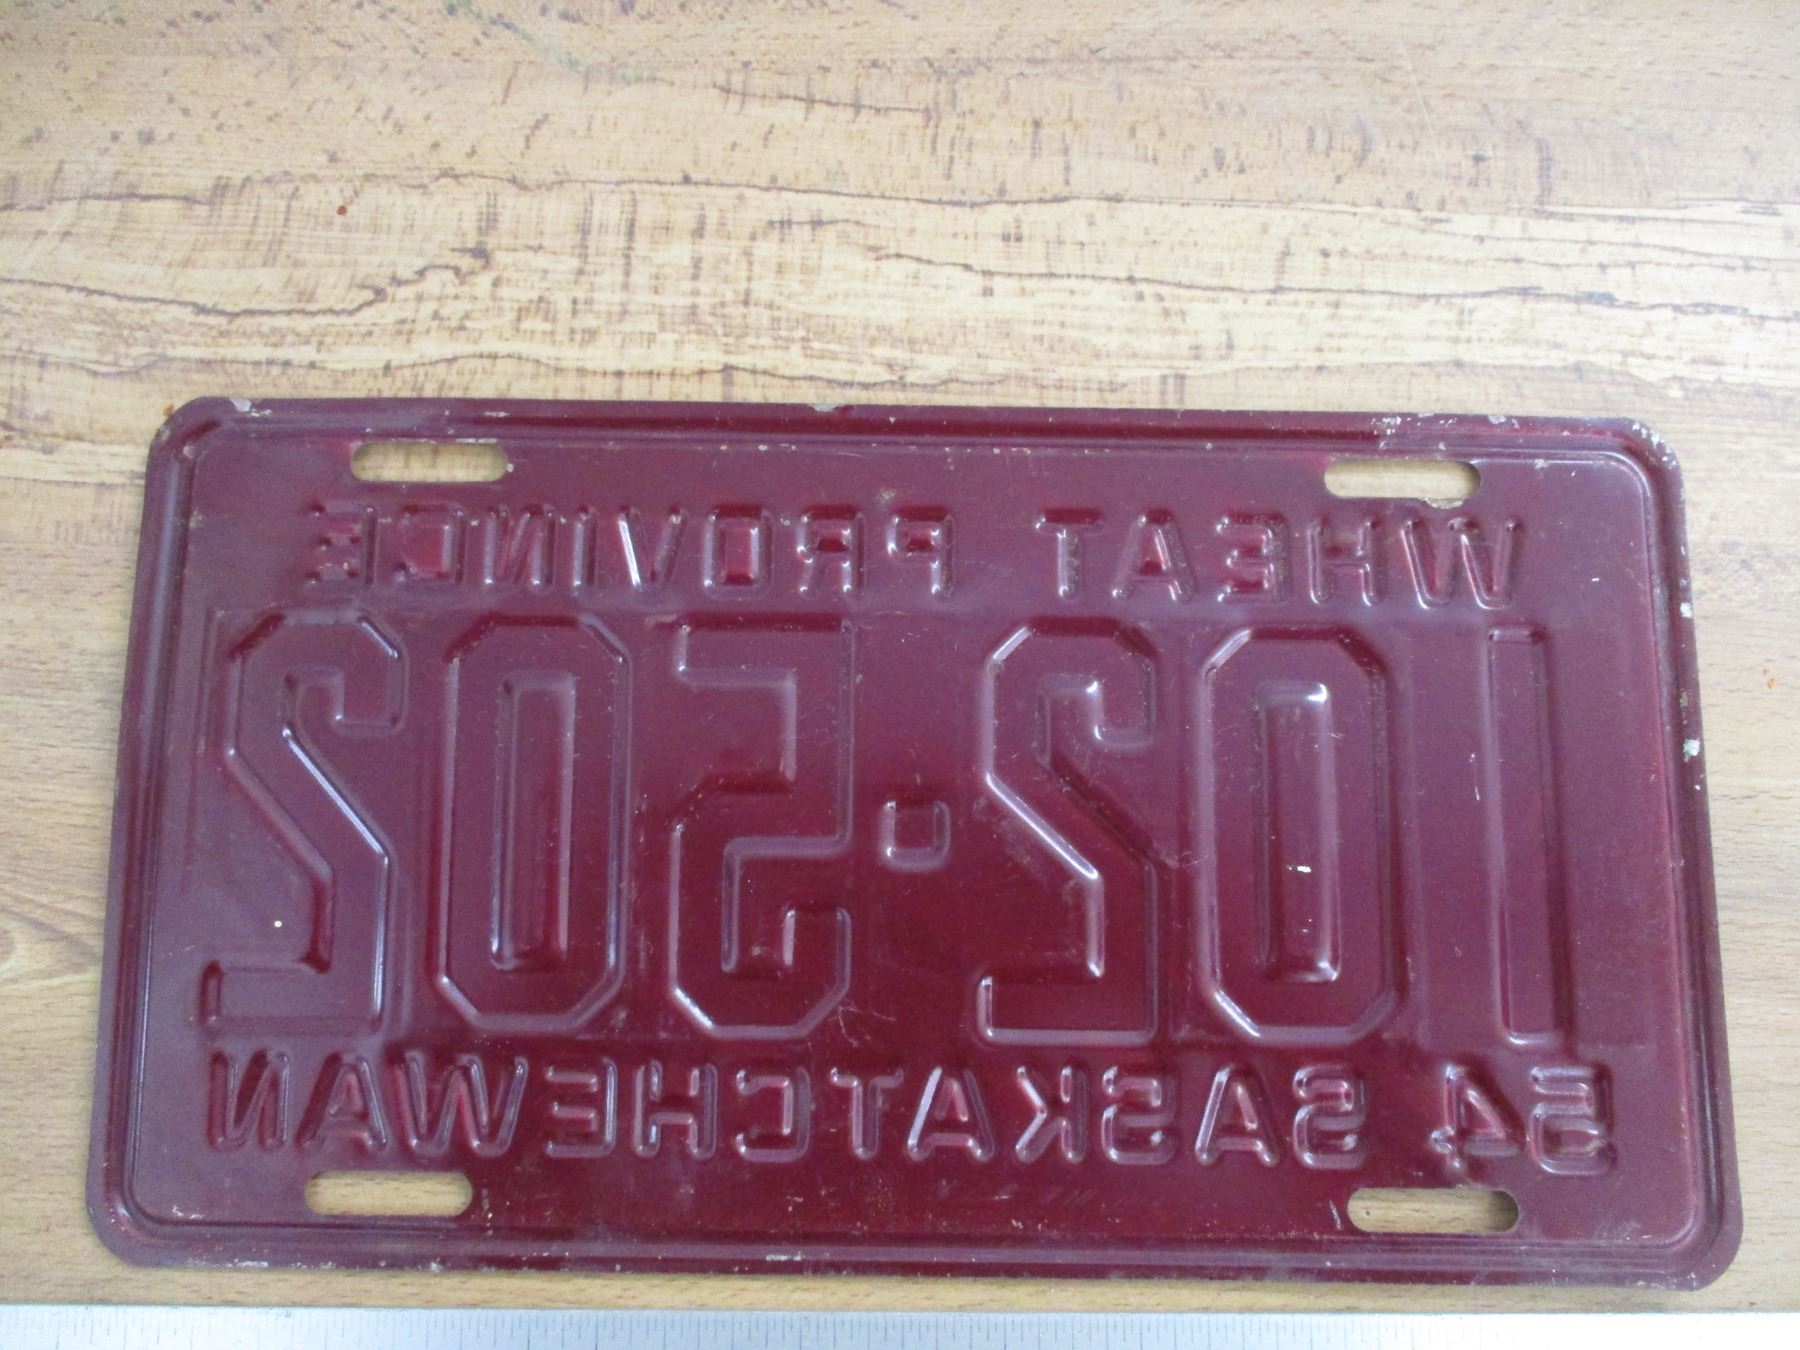 WHEAT PROVINCE
102·502
54 SASKATCHEWAN